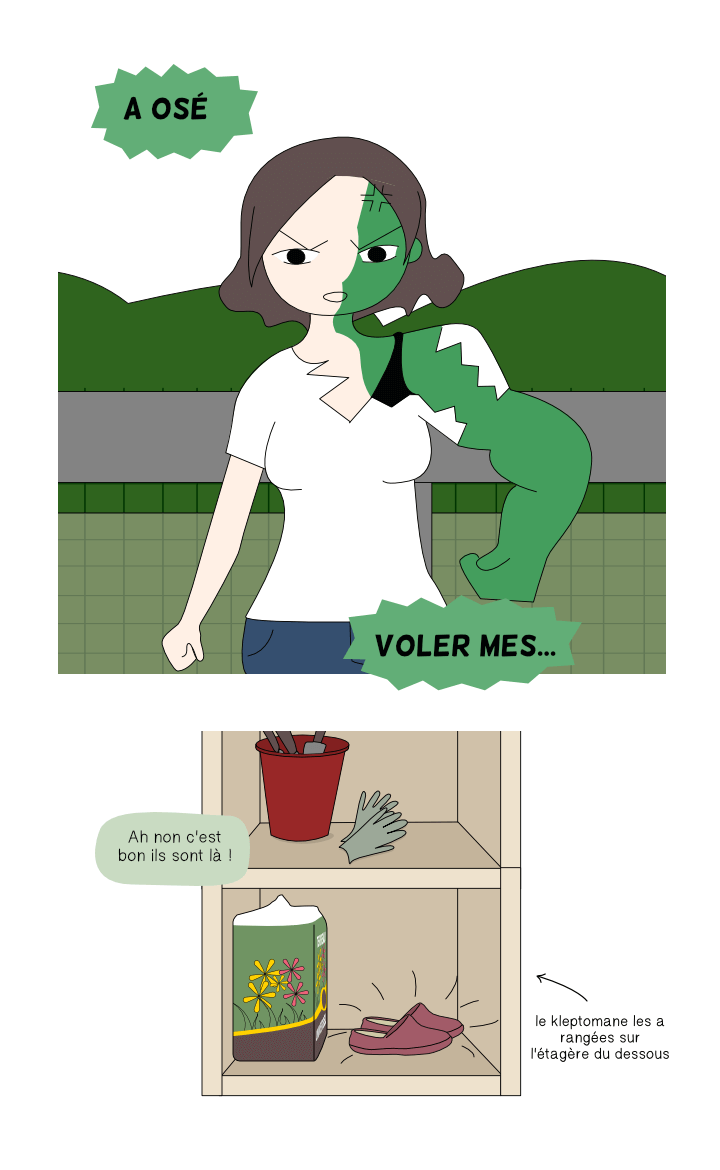 A OSÉ
VOLER MES...
Ah non c'est
bon ils sont là !
le kleptomane les a
rangées sur
l'étagère du dessous